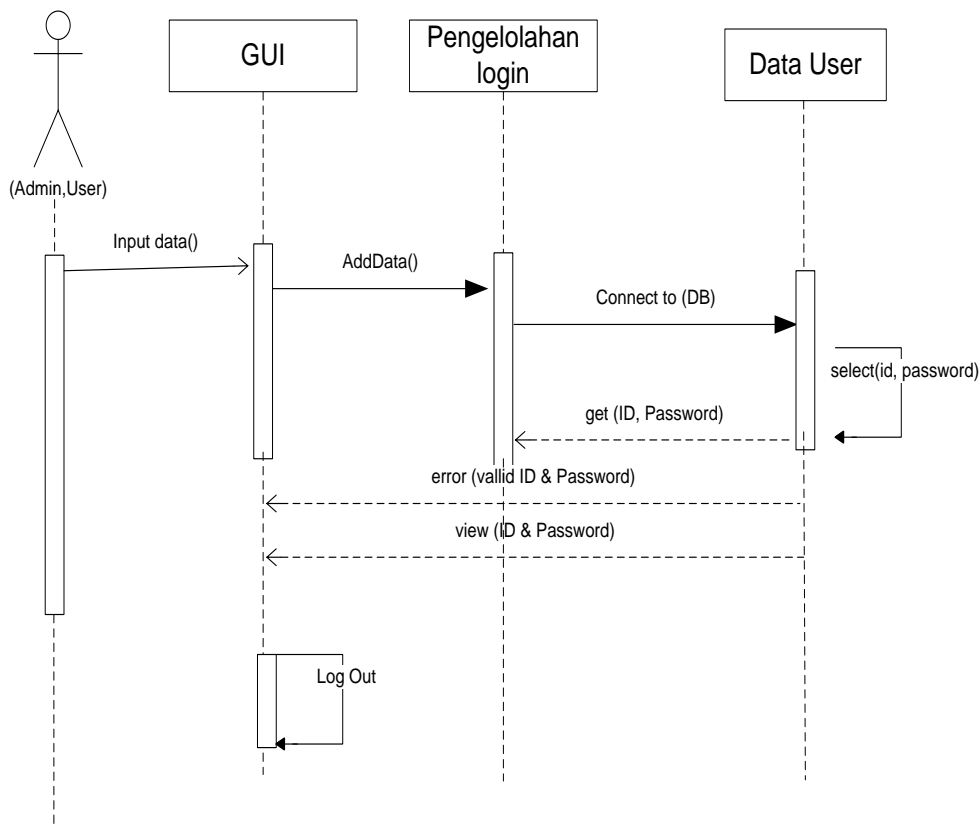 GUI
Pengelolahan
login
Data User
(Admin,User)
Input data()
AddData()
Connect to (DB)
select(id, password)
get (ID, Password)
error (vallid ID & Password)
view (ID & Password)
Log Out